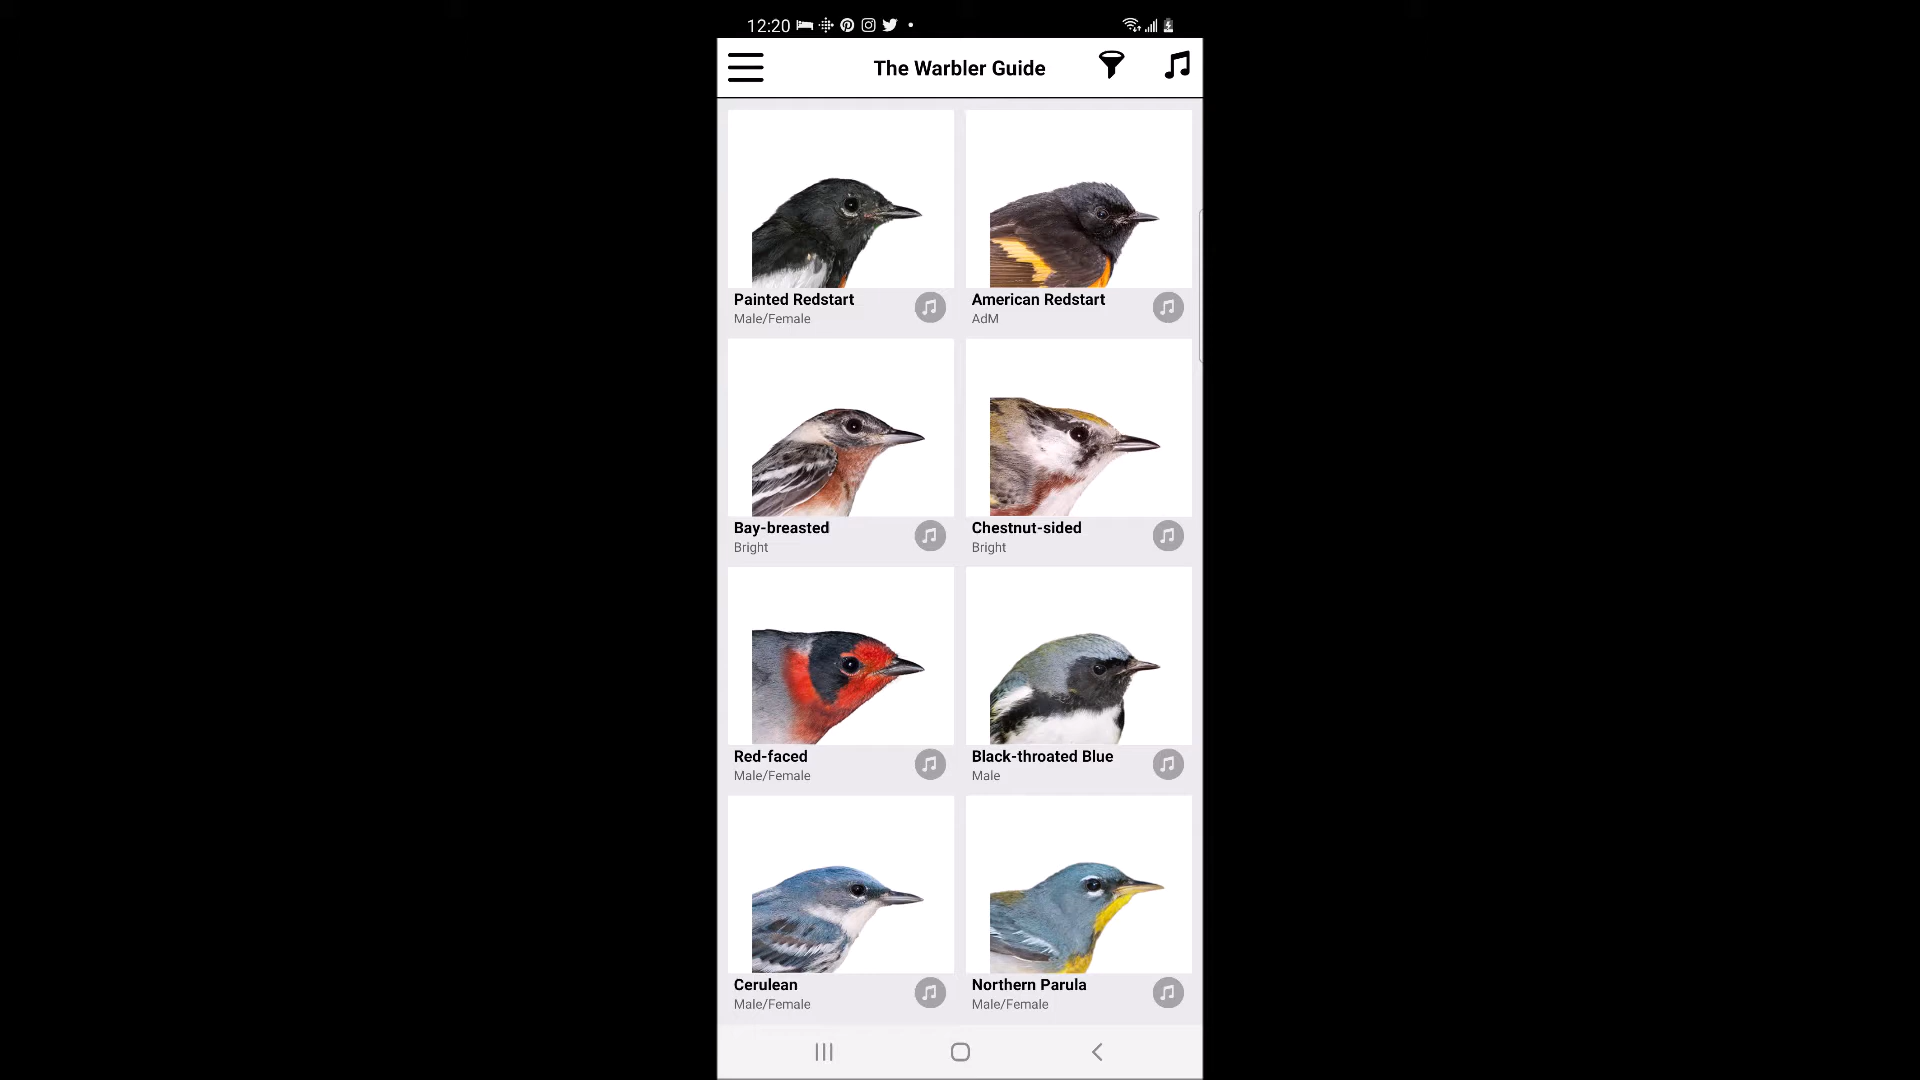 12:20
The Warbler Guide
Painted Redstart
Male/Female
American Redstart
AdM
Bay-breasted
Bright
Chestnut-sided
Bright
Red-faced
Male/Female
Black-throated Blue
Male
Cerulean
Male/Female
Northern Parula
Male/Female